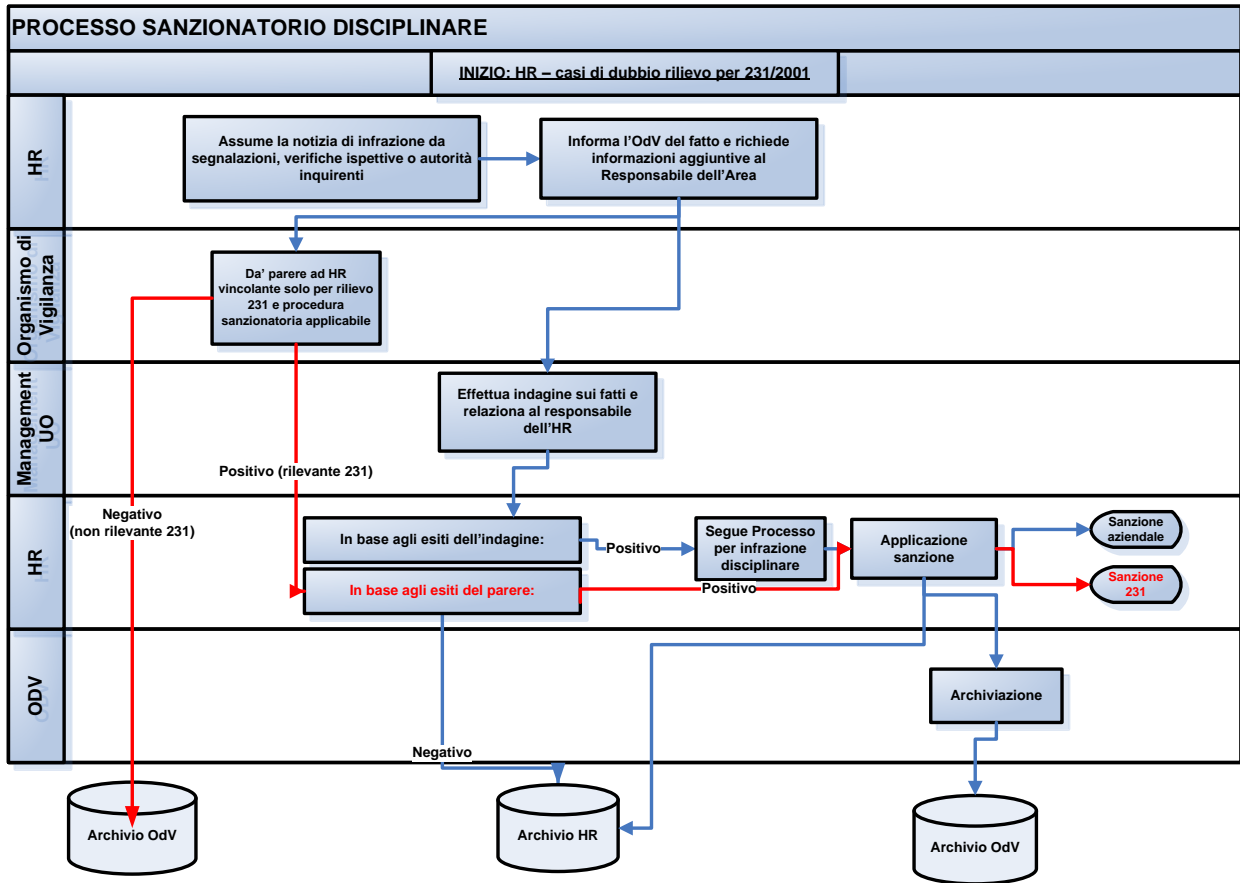 PROCESSO SANZIONATORIO DISCIPLINARE
INIZIO: HR – casi di dubbio rilievo per 231/2001
HR
Assume la notizia di infrazione da
segnalazioni, verifiche ispettive o autorità
inquirenti
Informa l'OdV del fatto e richiede
informazioni aggiuntive al
Responsabile dell'Area
Organismo di
Vigilanza
Da' parere ad HR
vincolante solo per rilievo
231 e procedura
sanzionatoria applicabile
Management
UO
Effettua indagine sui fatti e
relaziona al responsabile
dell'HR
Positivo (rilevante 231)
Negativo
(non rilevante 231)
HR
In base agli esiti dell'indagine:
Positivo
Segue Processo
per infrazione
disciplinare
Applicazione
sanzione
Sanzione
aziendale
In base agli esiti del parere:
Positivo
Sanzione
231
ODV
Archiviazione
Negativo
Archivio OdV
Archivio HR
Archivio OdV